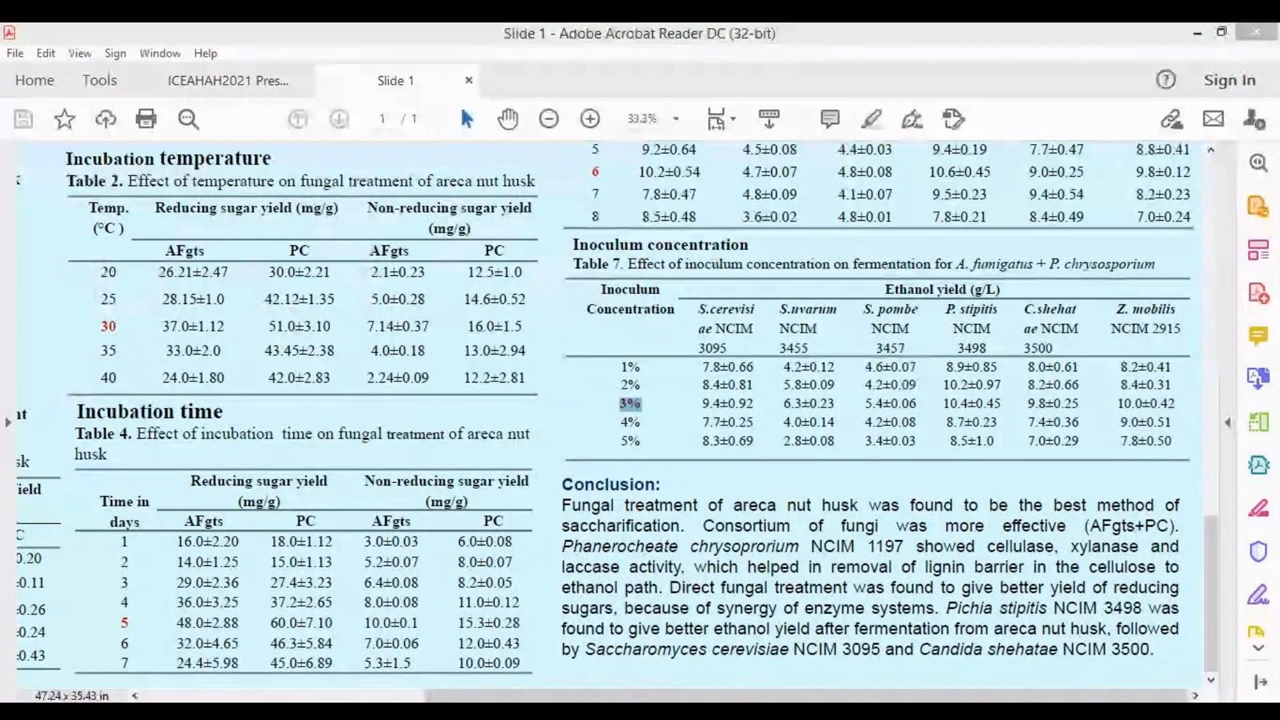 Slide 1 - Adobe Acrobat Reader DC (32-bit)
File Edit View Sign Window Help
Home Tools ICEAHAH2021 Pres... Slide 1 × Sign In
1 / 1 33.3%
Incubation temperature
Table 2. Effect of temperature on fungal treatment of areca nut husk
Temp. Reducing sugar yield (mg/g) Non-reducing sugar yield
(°C ) (mg/g)
AFgts PC AFgts PC
20 26.21±2.47 30.0±2.21 2.1±0.23 12.5±1.0
25 28.15±1.0 42.12±1.35 5.0±0.28 14.6±0.52
30 37.0±1.12 51.0±3.10 7.14±0.37 16.0±1.5
35 33.0±2.0 43.45±2.38 4.0±0.18 13.0±2.94
40 24.0±1.80 42.0±2.83 2.24±0.09 12.2±2.81
Incubation time
Table 4. Effect of incubation time on fungal treatment of areca nut
husk
Reducing sugar yield Non-reducing sugar yield
Time in (mg/g) (mg/g)
days AFgts PC AFgts PC
1 16.0±2.20 18.0±1.12 3.0±0.03 6.0±0.08
2 14.0±1.25 15.0±1.13 5.2±0.07 8.0±0.07
3 29.0±2.36 27.4±3.23 6.4±0.08 8.2±0.05
4 36.0±3.25 37.2±2.65 8.0±0.08 11.0±0.12
5 48.0±2.88 60.0±7.10 10.0±0.1 15.3±0.28
6 32.0±4.65 46.3±5.84 7.0±0.06 12.0±0.43
7 24.4±5.98 45.0±6.89 5.3±1.5 10.0±0.09
5 9.2±0.64 4.5±0.08 4.4±0.03 9.4±0.19 7.7±0.47 8.8±0.41
6 10.2±0.54 4.7±0.07 4.8±0.08 10.6±0.45 9.0±0.25 9.8±0.12
7 7.8±0.47 4.8±0.09 4.1±0.07 9.5±0.23 9.4±0.54 8.2±0.23
8 8.5±0.48 3.6±0.02 4.8±0.01 7.8±0.21 8.4±0.49 7.0±0.24
Inoculum concentration
Table 7. Effect of inoculum concentration on fermentation for A. fumigatus + P. chrysosporium
Inoculum Ethanol yield (g/L)
Concentration S.cerevisi S.uvarum S. pombe P. stipitis C.shehat Z. mobilis
ae NCIM NCIM NCIM NCIM ae NCIM NCIM 2915
3095 3455 3457 3498 3500
1% 7.8±0.66 4.2±0.12 4.6±0.07 8.9±0.85 8.0±0.61 8.2±0.41
2% 8.4±0.81 5.8±0.09 4.2±0.09 10.2±0.97 8.2±0.66 8.4±0.31
3% 9.4±0.92 6.3±0.23 5.4±0.06 10.4±0.45 9.8±0.25 10.0±0.42
4% 7.7±0.25 4.0±0.14 4.2±0.08 8.7±0.23 7.4±0.36 9.0±0.51
5% 8.3±0.69 2.8±0.08 3.4±0.03 8.5±1.0 7.0±0.29 7.8±0.50
Conclusion:
Fungal treatment of areca nut husk was found to be the best method of
saccharification. Consortium of fungi was more effective (AFgts+PC).
Phanerocheate chrysoprorium NCIM 1197 showed cellulase, xylanase and
laccase activity, which helped in removal of lignin barrier in the cellulose to
ethanol path. Direct fungal treatment was found to give better yield of reducing
sugars, because of synergy of enzyme systems. Pichia stipitis NCIM 3498 was
found to give better ethanol yield after fermentation from areca nut husk, followed
by Saccharomyces cerevisiae NCIM 3095 and Candida shehatae NCIM 3500.
47.24 x 35.43 in